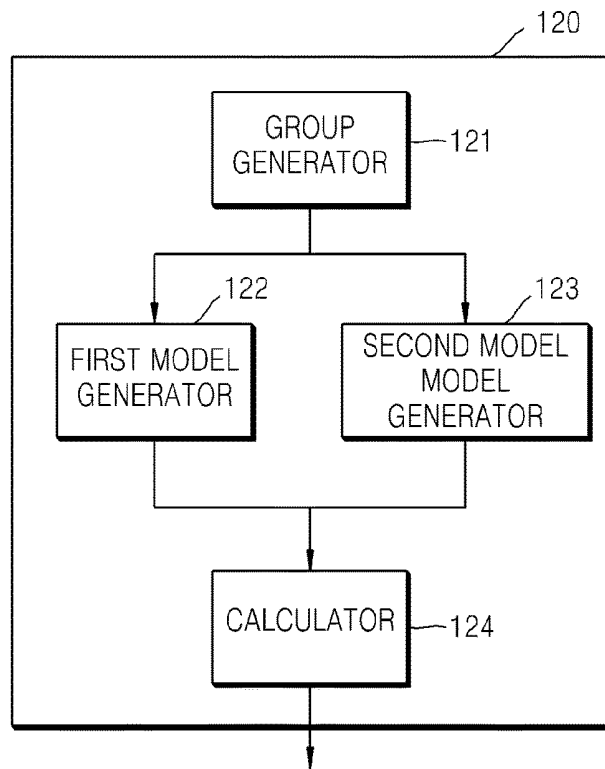 120
GROUP
GENERATOR
121
122
123
FIRST MODEL
GENERATOR
SECOND MODEL
MODEL
GENERATOR
CALCULATOR
124